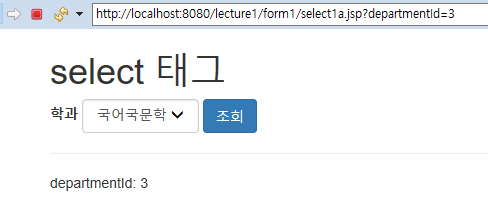 http://localhost:8080/lecture1/form1/select1a.jsp?departmentId=3
select 태그
학과 국어국문학 조회
departmentId: 3